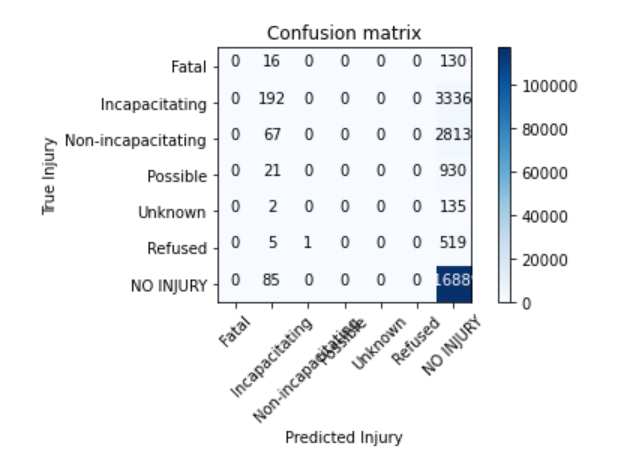 Confusion matrix
Fatal 0 16 0 0 0 0 130
Incapacitating 0 192 0 0 0 0 3336
Non-incapacitating 0 67 0 0 0 0 2813
Possible 0 21 0 0 0 0 930
Unknown 0 2 0 0 0 0 135
Refused 0 5 1 0 0 0 519
NO INJURY 0 85 0 0 0 0
True Injury
Fatal Incapacitating Non-incapacitating Possible Unknown Refused NO INJURY
Predicted Injury
100000
80000
60000
40000
20000
0